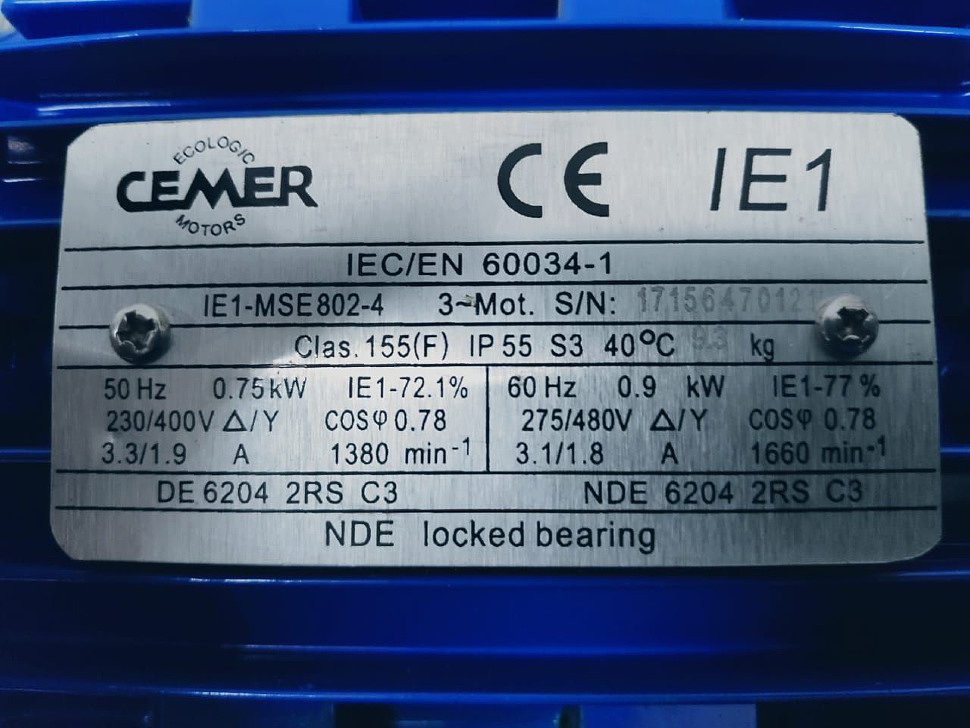 ECOLOGIC
CEMER
MOTORS
CE IE1
IEC/EN 60034-1
IE1-MSE802-4 3~Mot. S/N:
Clas.155(F) IP 55 S3 40°C 9.3 kg
50 Hz 0.75kW IE1-72.1%
230/400V Δ/Y COSφ 0.78
3.3/1.9 A 1380 min-1
60 Hz 0.9 kW IE1-77 %
275/480V Δ/Y COSφ 0.78
3.1/1.8 A 1660 min-1
DE 6204 2RS C3 NDE 6204 2RS C3
NDE locked bearing